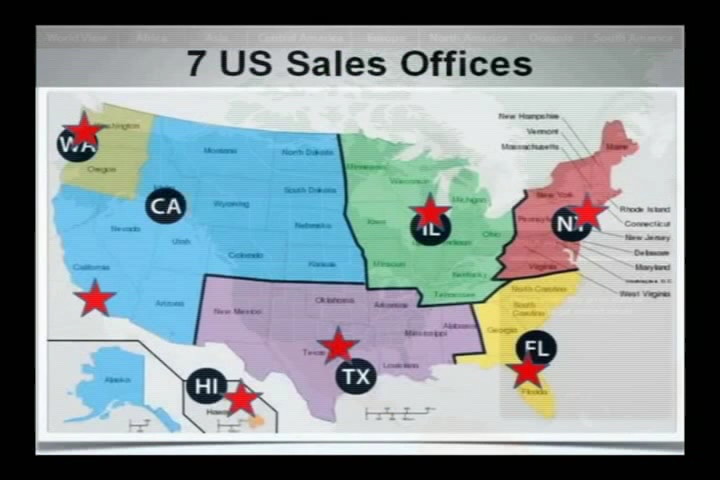 World View Africa Asia Central America Europe North America Oceania South America
7 US Sales Offices
New Hampshire
Vermont
Massachusetts
Maine
WA
Washington
Oregon
Montana
North Dakota
Minnesota
Wisconsin
Michigan
New York
South Dakota
Wyoming
CA
IL
NY
Rhode Island
Connecticut
New Jersey
Delaware
Maryland
West Virginia
Nevada
Utah
Nebraska
Iowa
Ohio
Pennsylvania
Colorado
Kansas
Missouri
Kentucky
Virginia
California
Arizona
New Mexico
Oklahoma
Arkansas
Tennessee
North Carolina
South Carolina
Georgia
Alabama
Mississippi
Texas
TX
Louisiana
FL
Florida
Alaska
HI